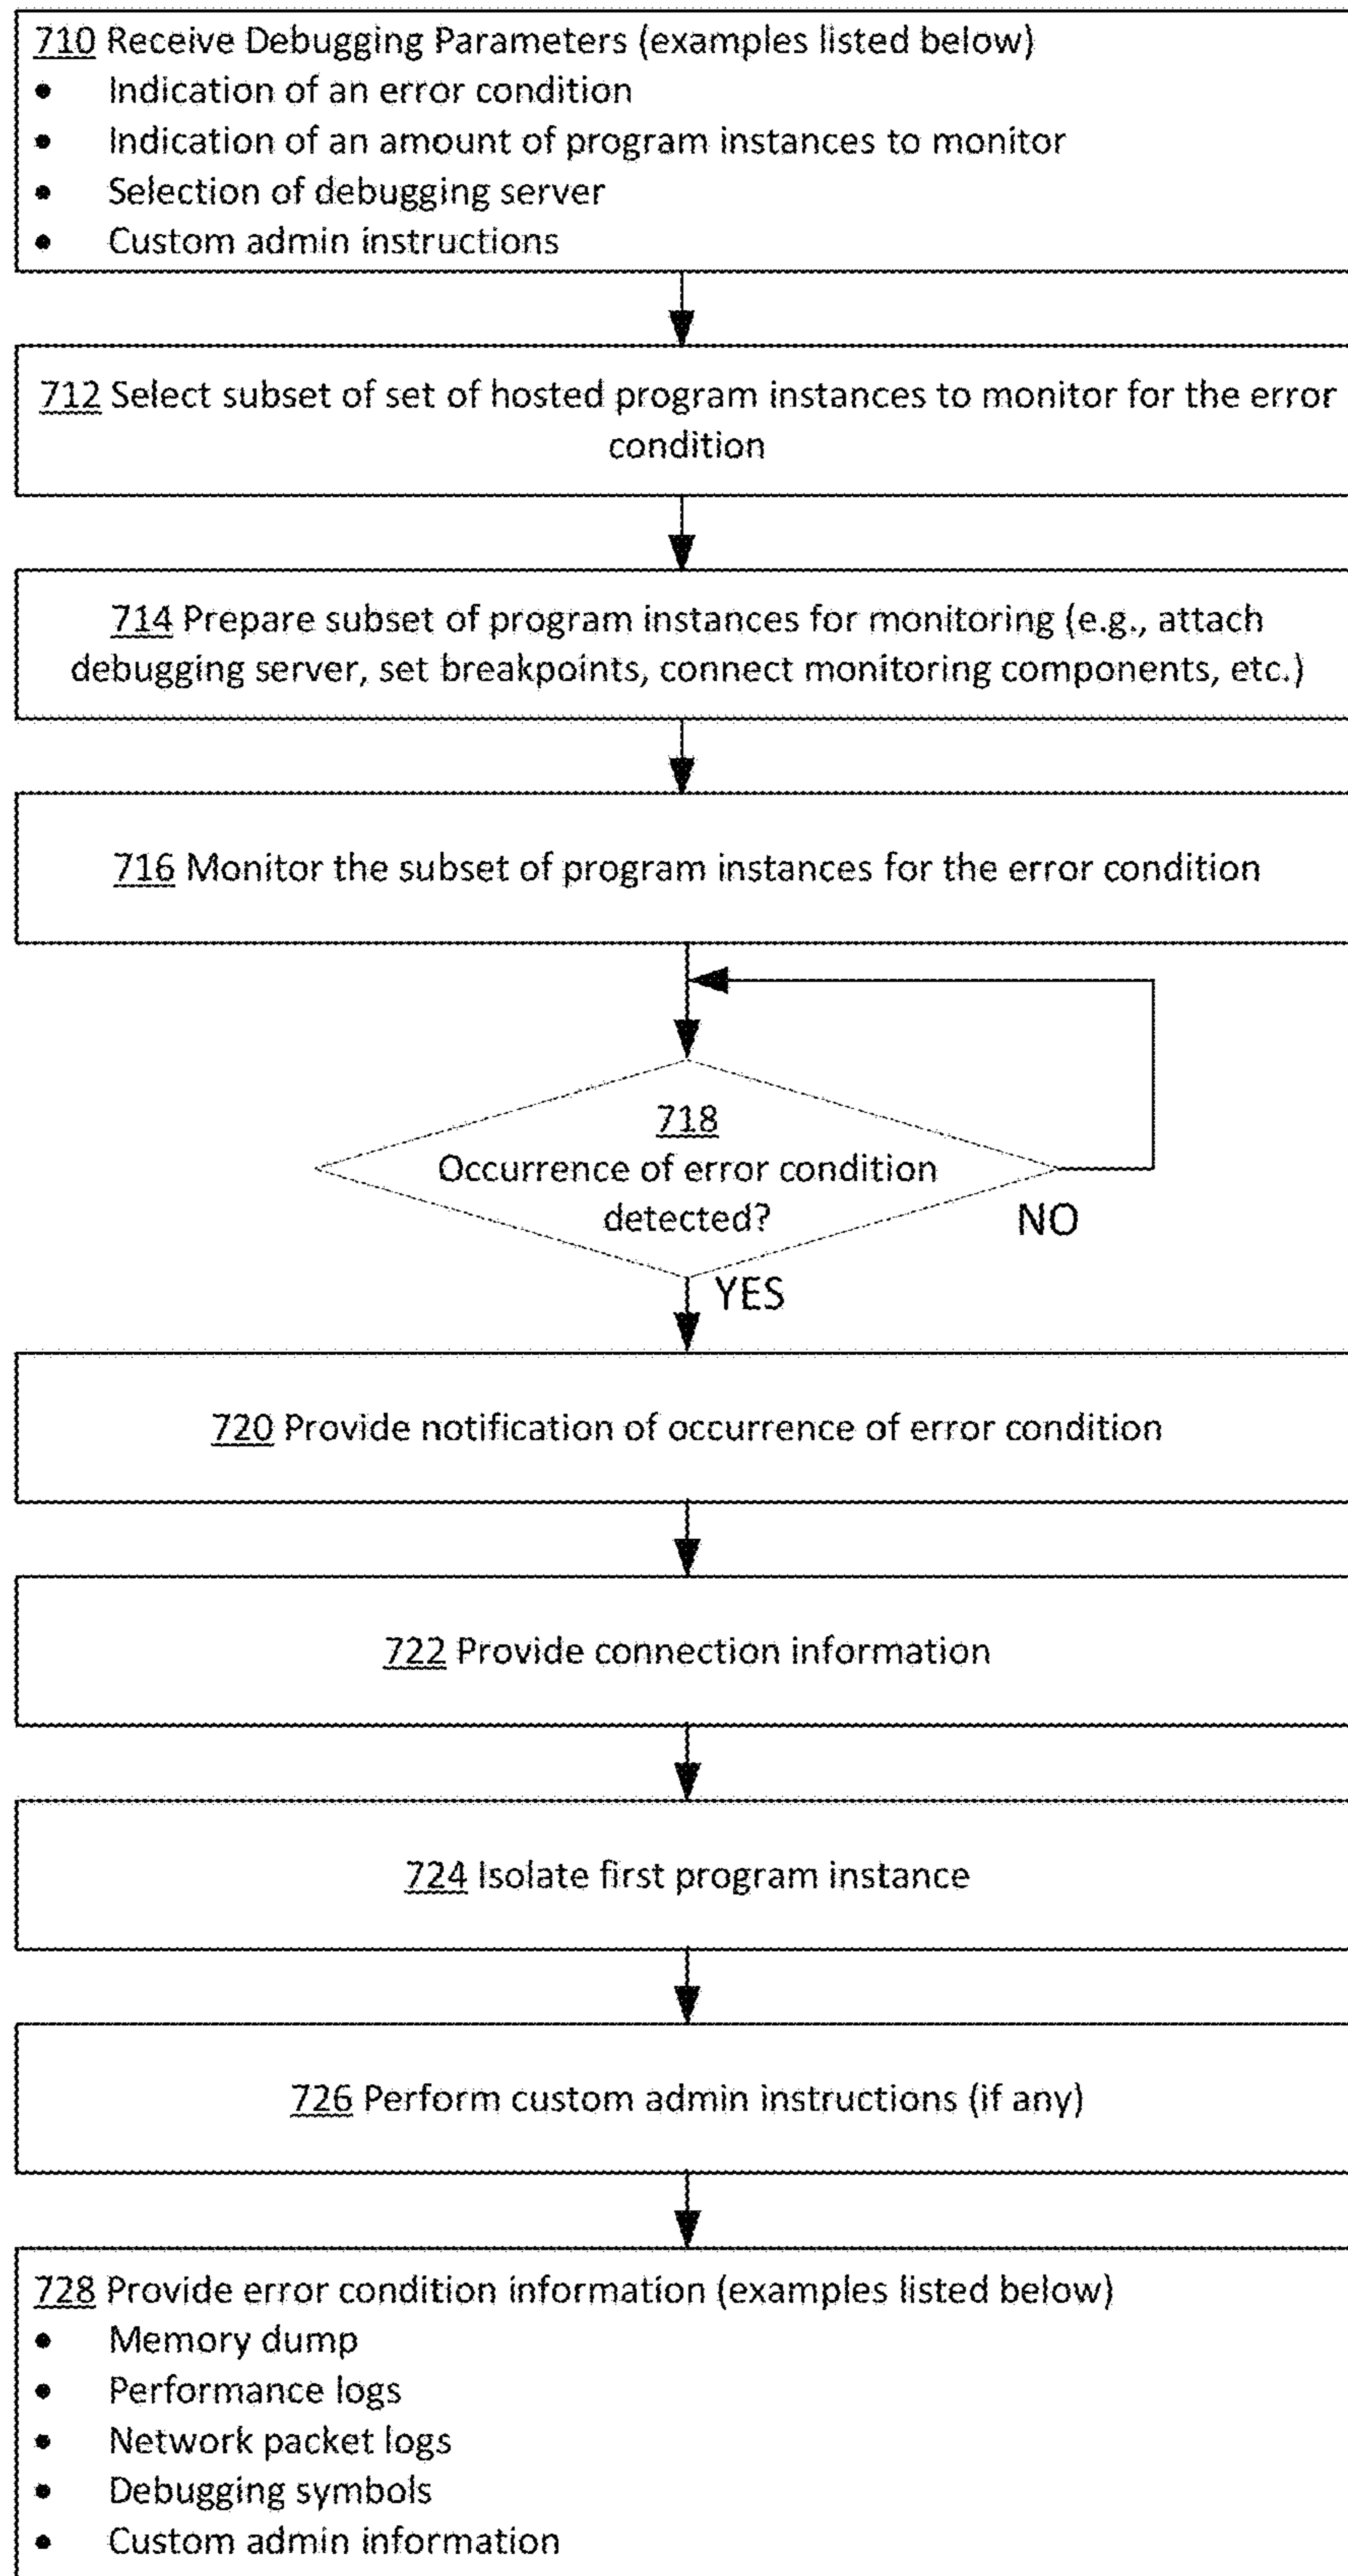 710 Receive Debugging Parameters (examples listed below)
• Indication of an error condition
• Indication of an amount of program instances to monitor
• Selection of debugging server
• Custom admin instructions
712 Select subset of set of hosted program instances to monitor for the error
condition
714 Prepare subset of program instances for monitoring (e.g., attach
debugging server, set breakpoints, connect monitoring components, etc.)
716 Monitor the subset of program instances for the error condition
718
Occurrence of error condition
detected?
NO
YES
720 Provide notification of occurrence of error condition
722 Provide connection information
724 Isolate first program instance
726 Perform custom admin instructions (if any)
728 Provide error condition information (examples listed below)
• Memory dump
• Performance logs
• Network packet logs
• Debugging symbols
• Custom admin information